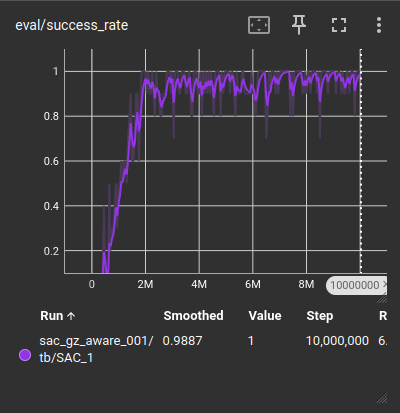 eval/success_rate
1
0.8
0.6
0.4
0.2
0 2M 4M 6M 8M 10000000
Run Smoothed Value Step R
sac_gz_aware_001/ 0.9887 1 10,000,000 6.
tb/SAC_1